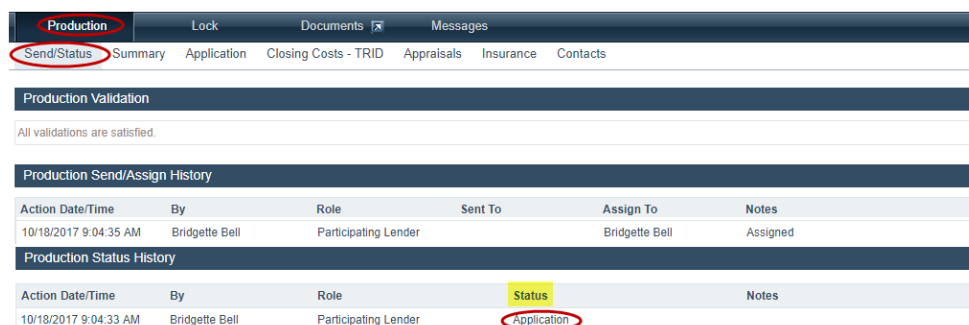 Production Lock Documents Messages
Send/Status Summary Application Closing Costs - TRID Appraisals Insurance Contacts
Production Validation
All validations are satisfied.
Production Send/Assign History
Action Date/Time By Role Sent To Assign To Notes
10/18/2017 9:04:35 AM Bridgette Bell Participating Lender Bridgette Bell Assigned
Production Status History
Action Date/Time By Role Status Notes
10/18/2017 9:04:33 AM Bridgette Bell Participating Lender Application